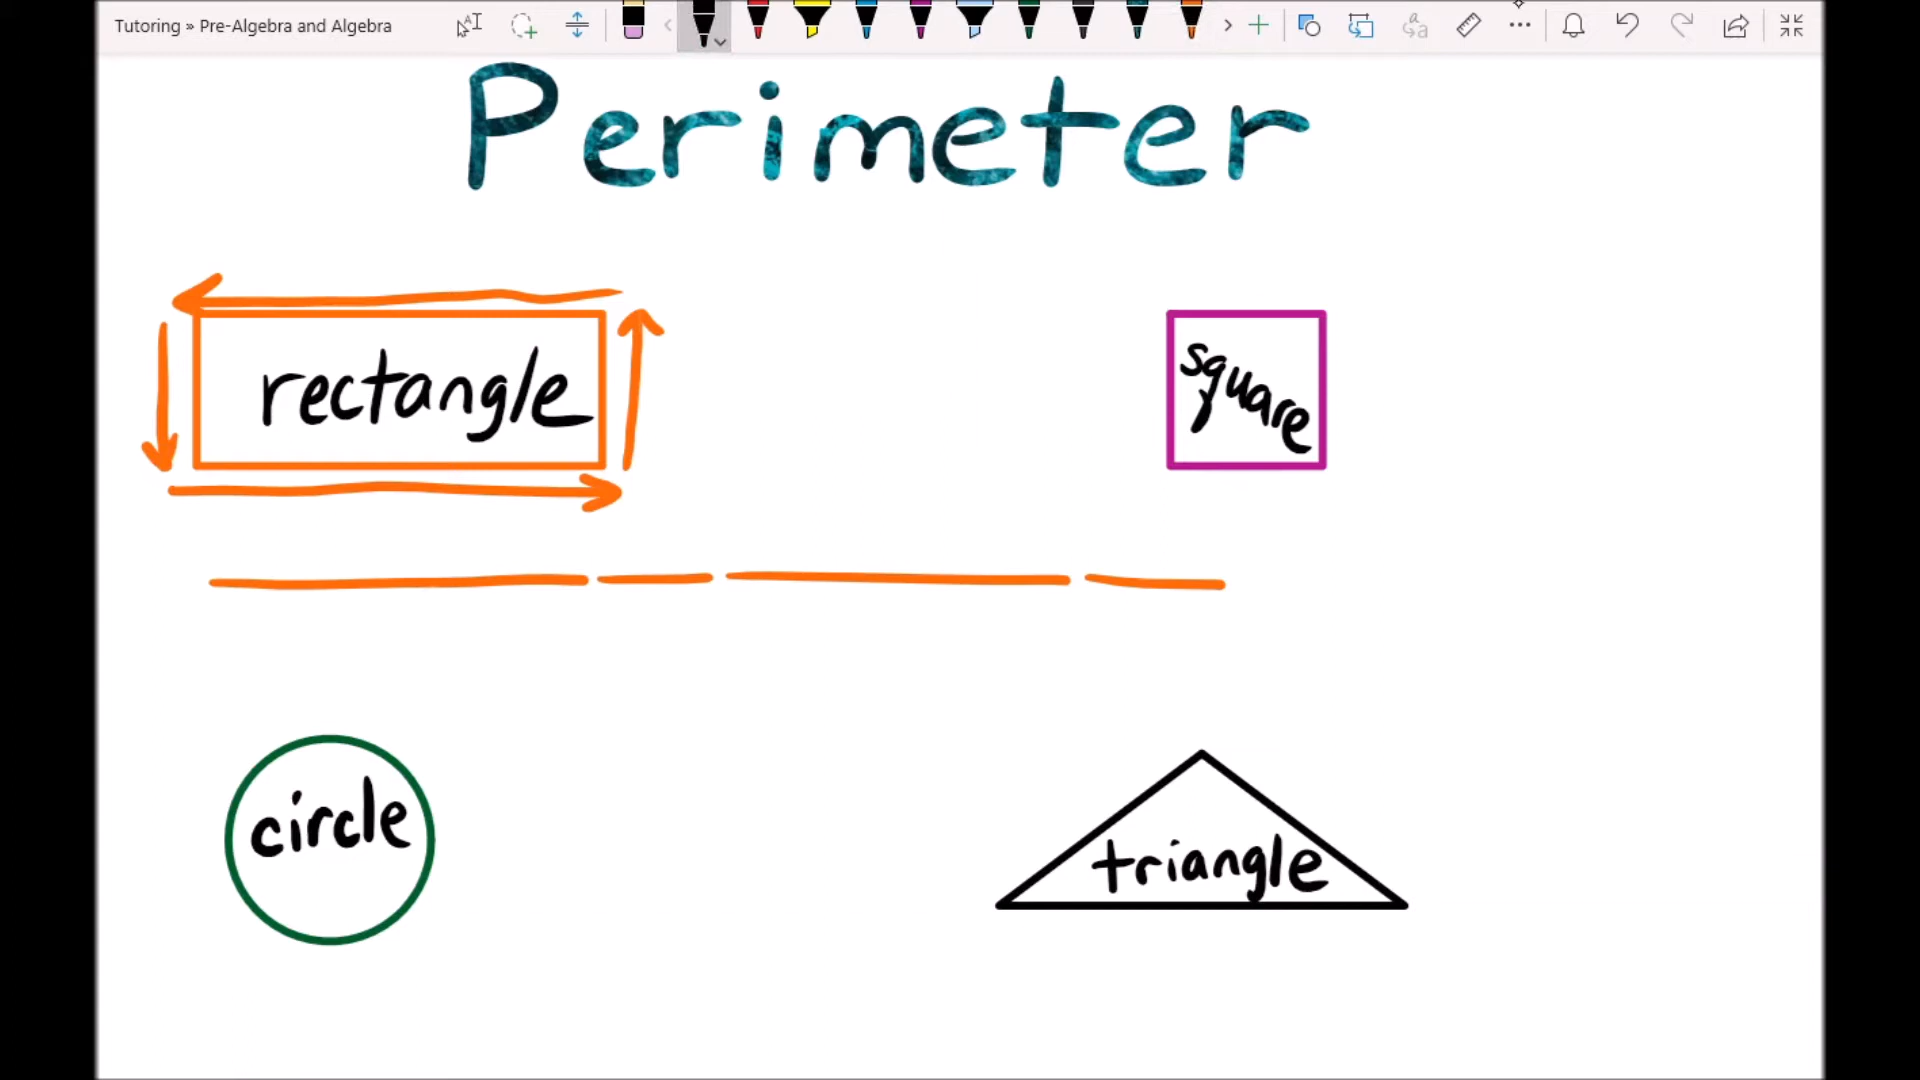 Tutoring » Pre-Algebra and Algebra
Perimeter
rectangle
square
circle
triangle